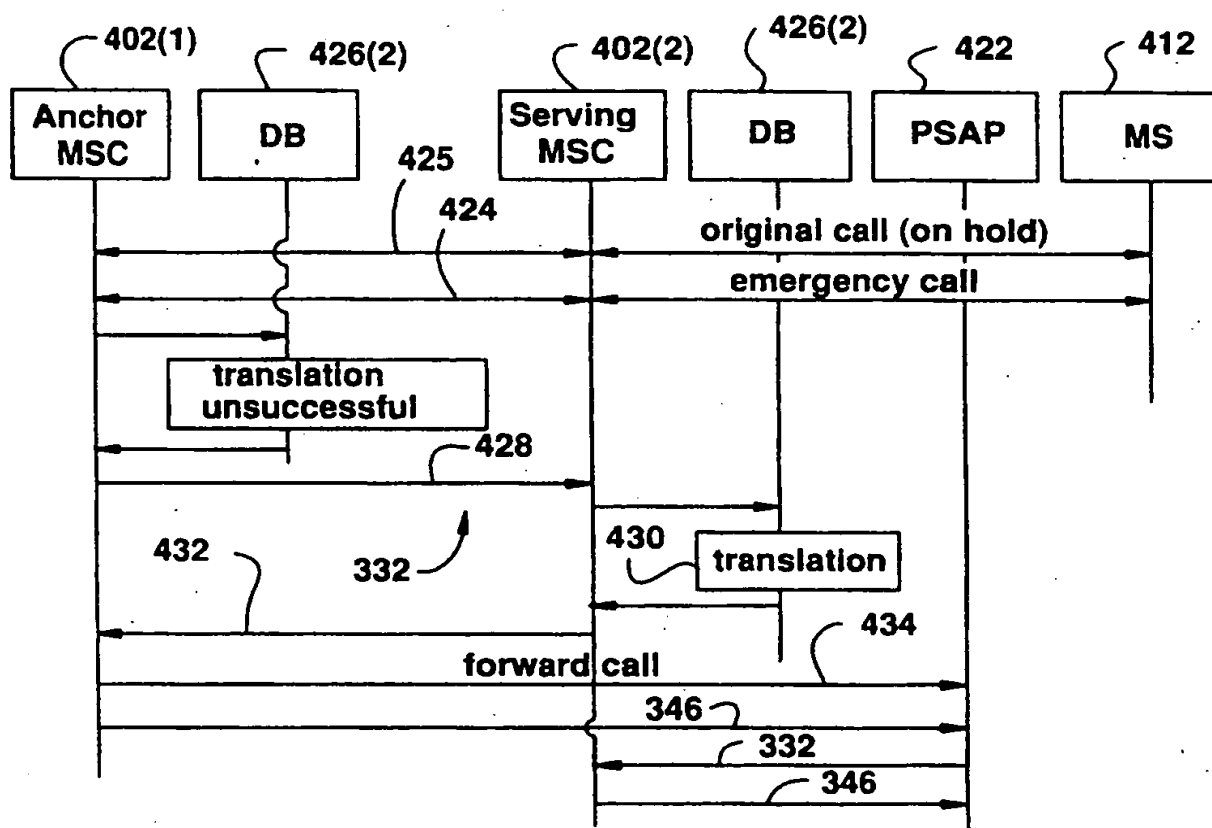 402(1)
426(2)
402(2)
426(2)
422
412
Anchor
MSC
DB
Serving
MSC
DB
PSAP
MS
425
424
original call (on hold)
emergency call
translation
unsuccessful
428
432
332
430
translation
434
forward call
346
332
346